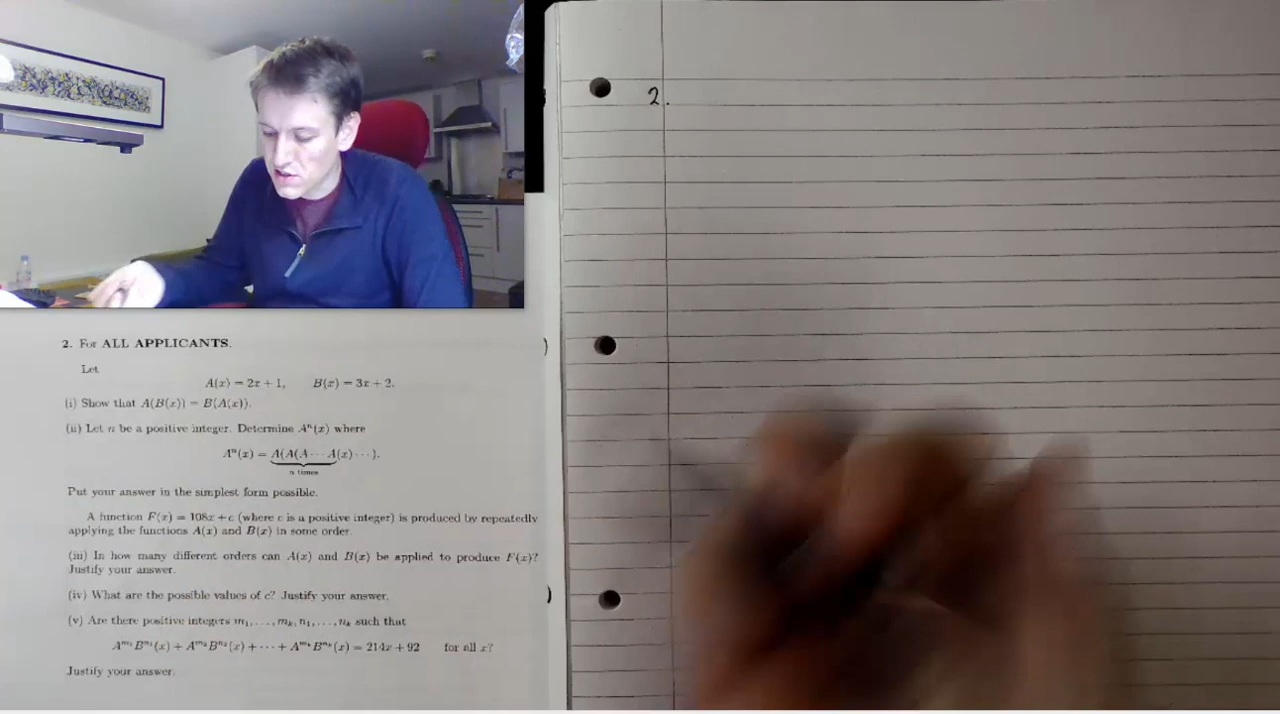 2.
2. For ALL APPLICANTS.
Let
A(x) = 2x + 1, B(x) = 3x + 2.
(i) Show that A(B(x)) = B(A(x)).
(ii) Let n be a positive integer. Determine Aⁿ(x) where
Aⁿ(x) = A(A(A ··· A(x) ··· ).
n times
Put your answer in the simplest form possible.
A function F(x) = 108x + c (where c is a positive integer) is produced by repeatedly
applying the functions A(x) and B(x) in some order.
(iii) In how many different orders can A(x) and B(x) be applied to produce F(x)?
Justify your answer.
(iv) What are the possible values of c? Justify your answer.
(v) Are there positive integers m₁, . . . , mₖ, n₁, . . . , nₖ such that
A^{m₁}B^{n₁}(x) + A^{m₂}B^{n₂}(x) + ··· + A^{mₖ}B^{nₖ}(x) = 214x + 92 for all x?
Justify your answer.